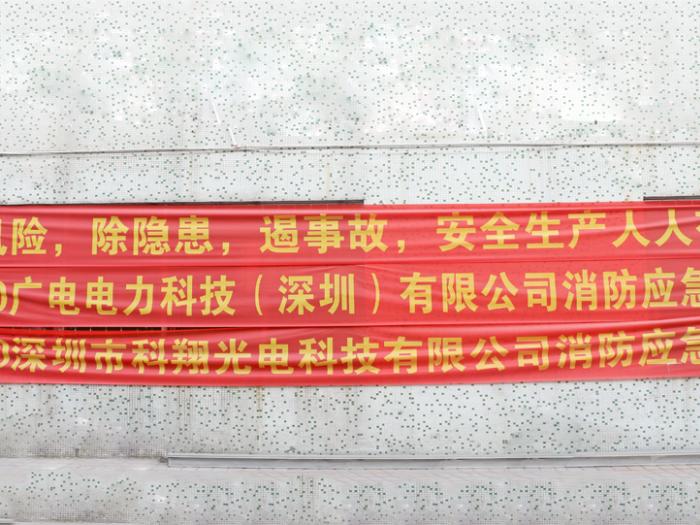 风险，除隐患，遏事故，安全生产人人
0广电电力科技（深圳）有限公司消防应急
深圳市科翔光电科技有限公司消防应急